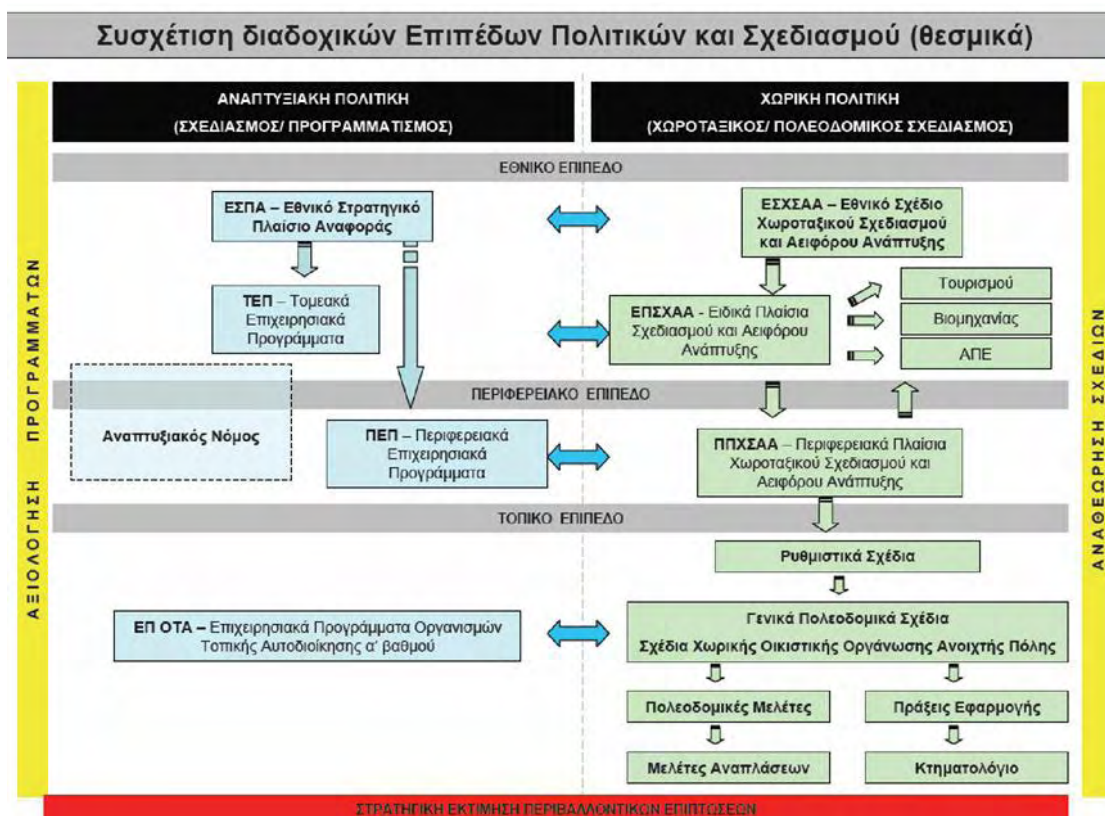 Συσχέτιση διαδοχικών Επιπέδων Πολιτικών και Σχεδιασμού (θεσμικά)
ΑΞΙΟΛΟΓΗΣΗ ΠΡΟΓΡΑΜΜΑΤΩΝ
ΑΝΑΠΤΥΞΙΑΚΗ ΠΟΛΙΤΙΚΗ
(ΣΧΕΔΙΑΣΜΟΣ/ ΠΡΟΓΡΑΜΜΑΤΙΣΜΟΣ)
ΧΩΡΙΚΗ ΠΟΛΙΤΙΚΗ
(ΧΩΡΟΤΑΞΙΚΟΣ/ ΠΟΛΕΟΔΟΜΙΚΟΣ ΣΧΕΔΙΑΣΜΟΣ)
ΑΝΑΘΕΩΡΗΣΗ ΣΧΕΔΙΩΝ
ΕΘΝΙΚΟ ΕΠΙΠΕΔΟ
ΕΣΠΑ – Εθνικό Στρατηγικό
Πλαίσιο Αναφοράς
ΕΣΧΣΑΑ – Εθνικό Σχέδιο
Χωροταξικού Σχεδιασμού
και Αειφόρου Ανάπτυξης
ΤΕΠ – Τομεακά
Επιχειρησιακά
Προγράμματα
ΕΠΣΧΑΑ - Ειδικά Πλαίσια
Σχεδιασμού και Αειφόρου
Ανάπτυξης
Τουρισμού
Βιομηχανίας
ΑΠΕ
ΠΕΡΙΦΕΡΕΙΑΚΟ ΕΠΙΠΕΔΟ
Αναπτυξιακός Νόμος
ΠΕΠ – Περιφερειακά
Επιχειρησιακά
Προγράμματα
ΠΠΧΣΑΑ – Περιφερειακά Πλαίσια
Χωροταξικού Σχεδιασμού και
Αειφόρου Ανάπτυξης
ΤΟΠΙΚΟ ΕΠΙΠΕΔΟ
Ρυθμιστικά Σχέδια
ΕΠ ΟΤΑ – Επιχειρησιακά Προγράμματα Οργανισμών
Τοπικής Αυτοδιοίκησης α' βαθμού
Γενικά Πολεοδομικά Σχέδια
Σχέδια Χωρικής Οικιστικής Οργάνωσης Ανοιχτής Πόλης
Πολεοδομικές Μελέτες
Πράξεις Εφαρμογής
Μελέτες Αναπλάσεων
Κτηματολόγιο
ΣΤΡΑΤΗΓΙΚΗ ΕΚΤΙΜΗΣΗ ΠΕΡΙΒΑΛΛΟΝΤΙΚΩΝ ΕΠΙΠΤΩΣΕΩΝ